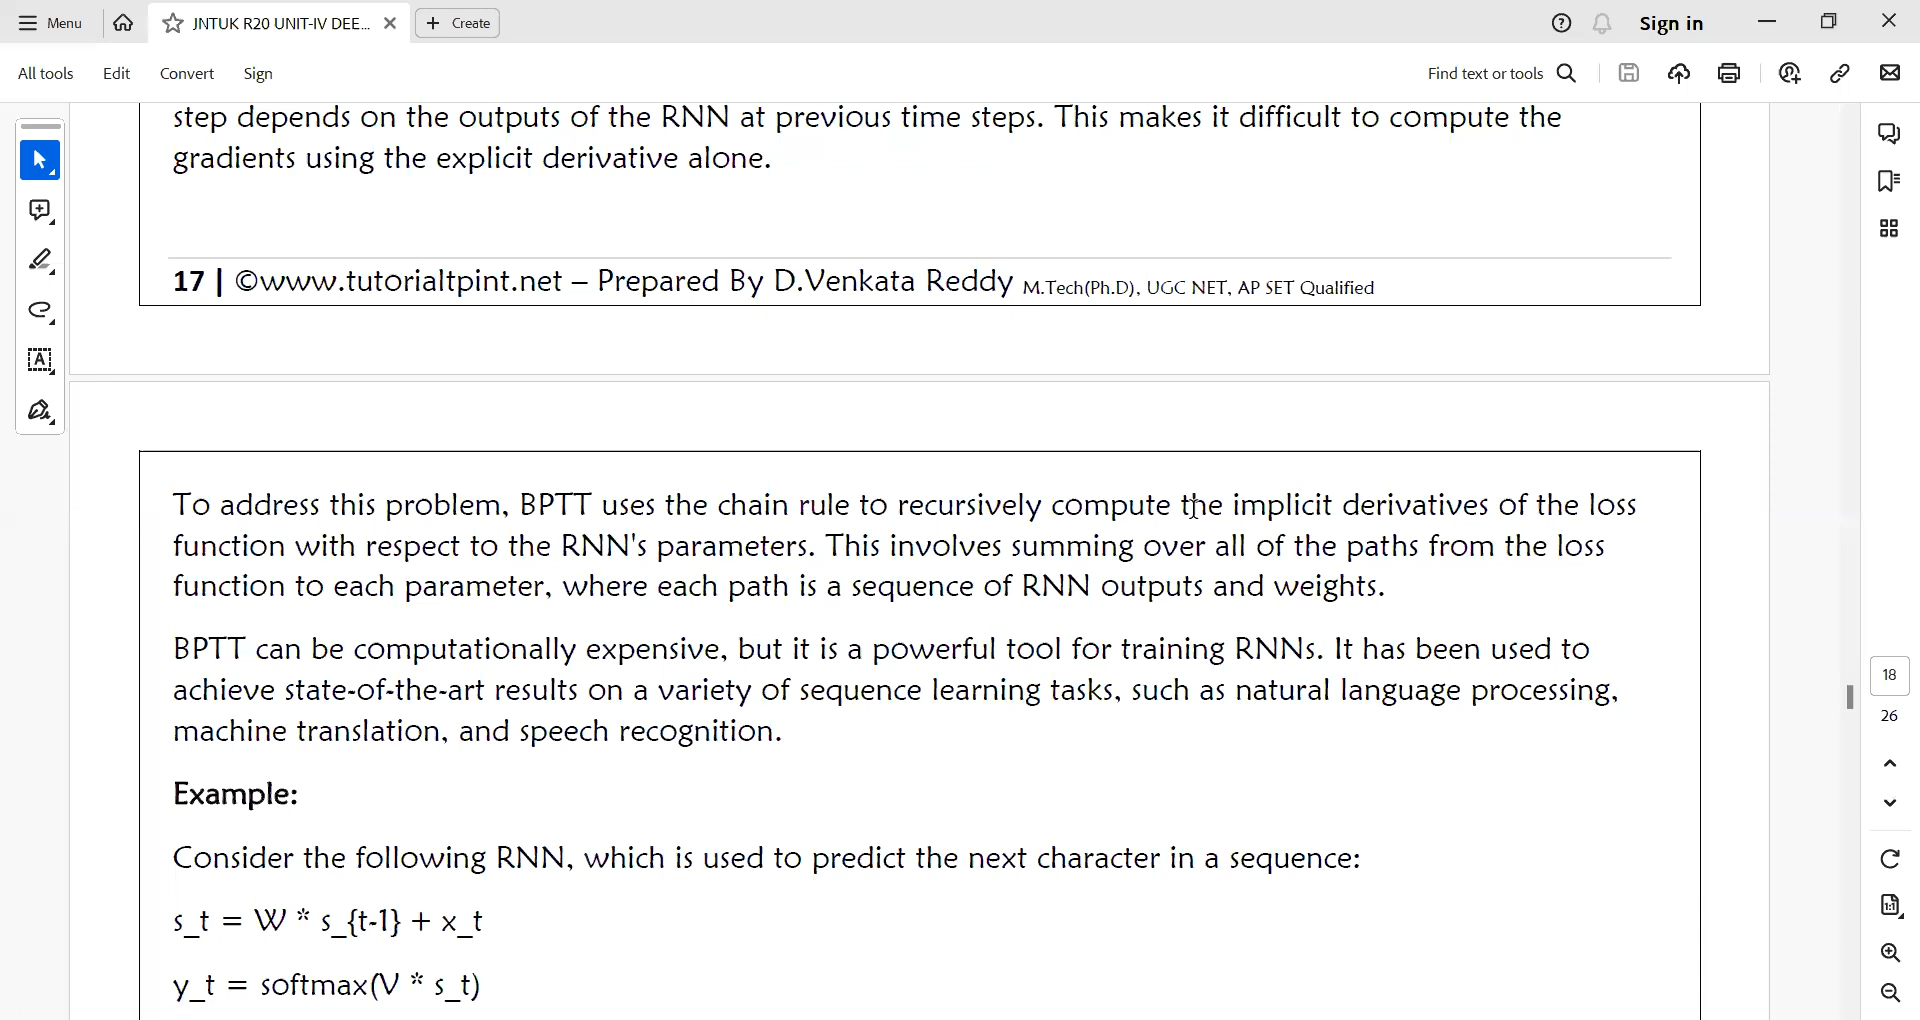 Menu
JNTUK R20 UNIT-IV DEE...
Create
Sign in
All tools
Edit
Convert
Sign
Find text or tools
step depends on the outputs of the RNN at previous time steps. This makes it difficult to compute the
gradients using the explicit derivative alone.
17 | ©www.tutorialtpint.net – Prepared By D.Venkata Reddy M.Tech(Ph.D), UGC NET, AP SET Qualified
To address this problem, BPTT uses the chain rule to recursively compute the implicit derivatives of the loss
function with respect to the RNN's parameters. This involves summing over all of the paths from the loss
function to each parameter, where each path is a sequence of RNN outputs and weights.
BPTT can be computationally expensive, but it is a powerful tool for training RNNs. It has been used to
achieve state-of-the-art results on a variety of sequence learning tasks, such as natural language processing,
machine translation, and speech recognition.
Example:
Consider the following RNN, which is used to predict the next character in a sequence:
s_t = W * s_{t-1} + x_t
y_t = softmax(V * s_t)
18
26